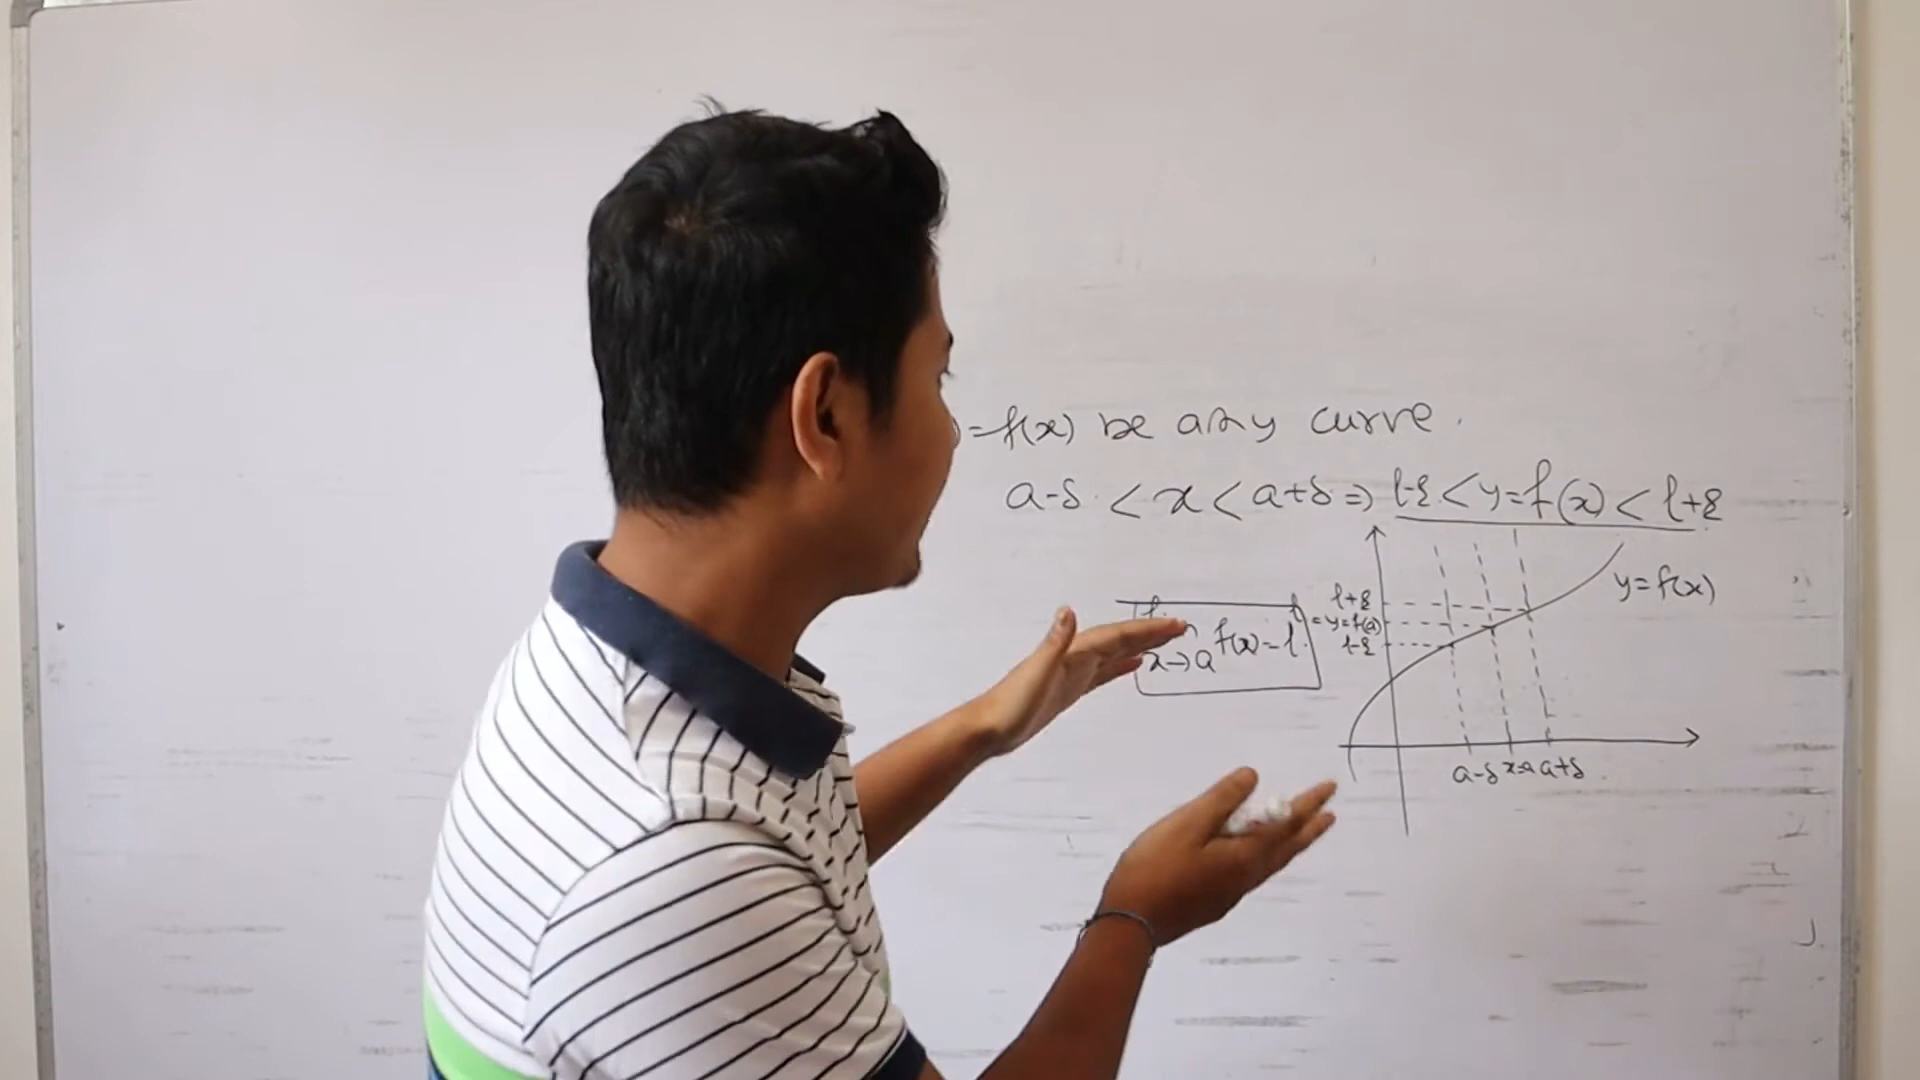 =f(x) be any curve.
a-δ < x < a+δ ⇒ l-ε < y=f(x) < l+ε
y=f(x)
l+ε
l = y=f(a)
l-ε
x→a f(x) = l.
a-δ x=a a+δ